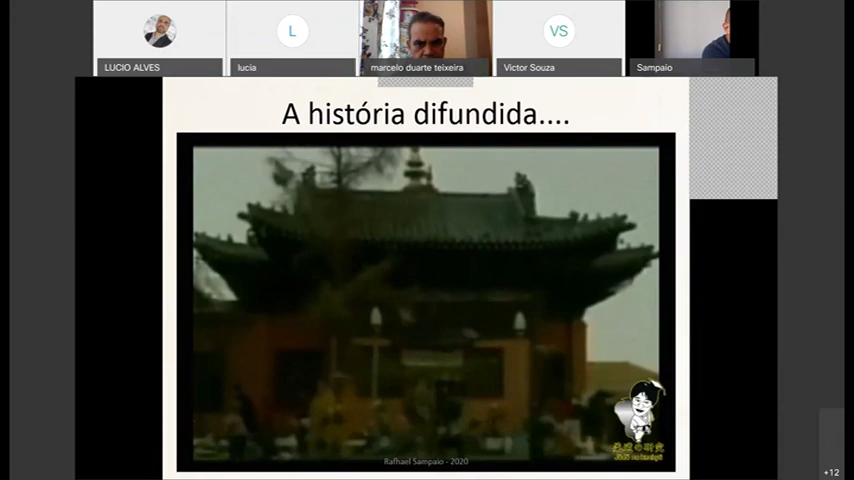 LUCIO ALVES
L
lucia
marcelo duarte teixeira
VS
Victor Souza
Sampaio
A história difundida....
Rafhael Sampaio - 2020
+12